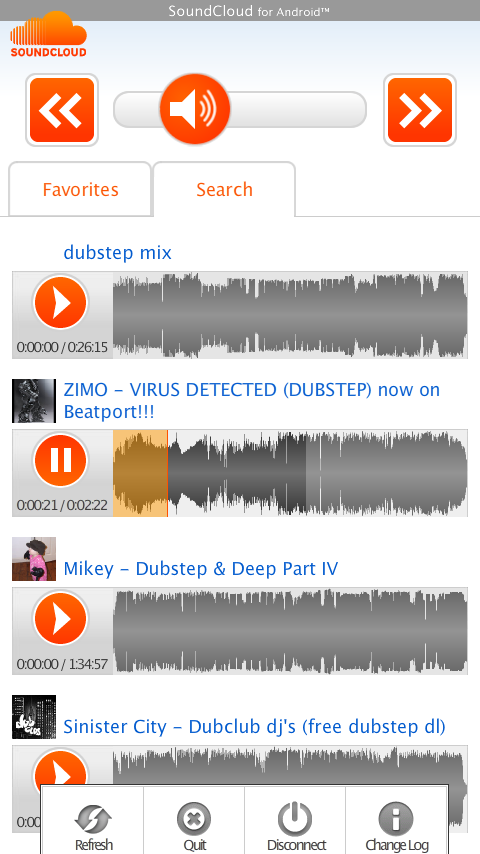 SoundCloud for Android™
SOUNDCLOUD
Favorites
Search
dubstep mix
0:00:00 / 0:26:15
ZIMO – VIRUS DETECTED (DUBSTEP) now on
Beatport!!!
0:00:21 / 0:02:22
Mikey – Dubstep & Deep Part IV
0:00:00 / 1:34:57
Sinister City – Dubclub dj's (free dubstep dl)
Refresh
Quit
Disconnect
Change Log